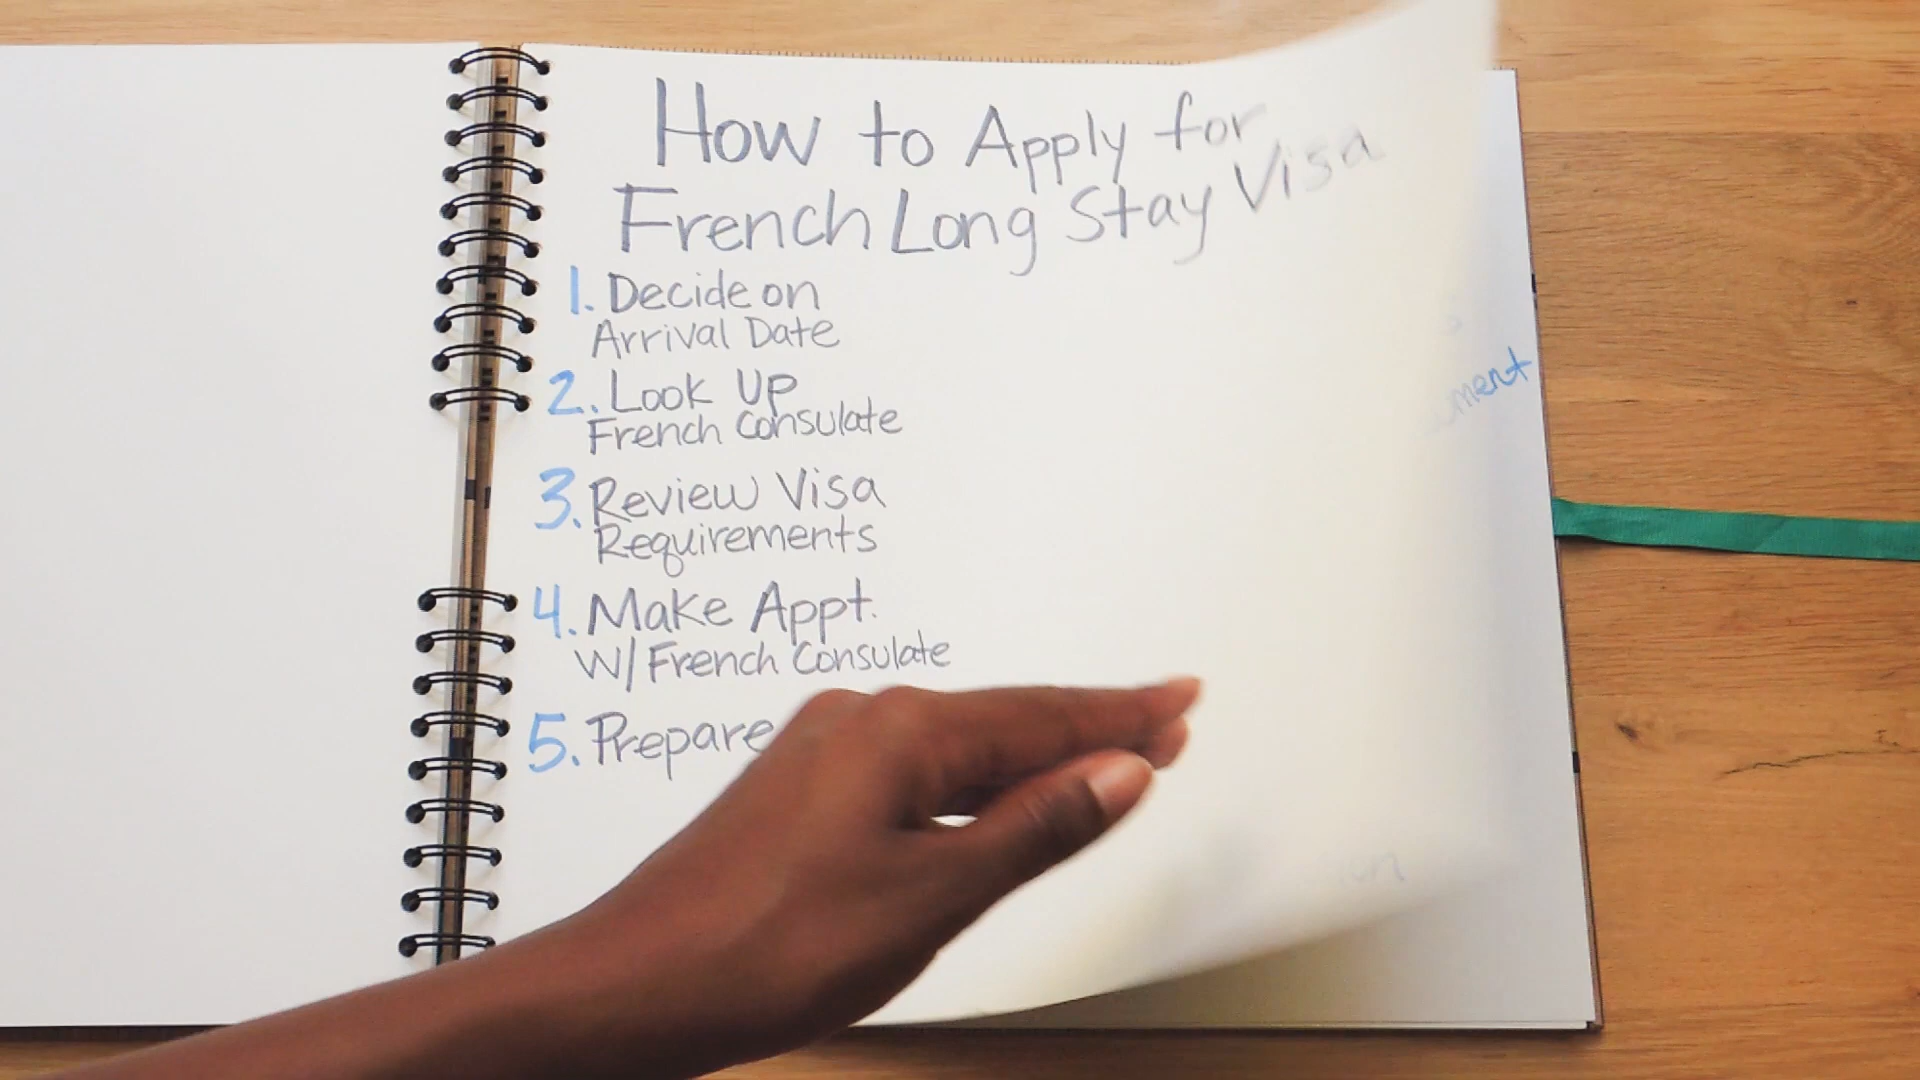 How to Apply for
French Long Stay Visa
1. Decide on
Arrival Date
2. Look Up
French Consulate
3. Review Visa
Requirements
4. Make Appt.
W/ French Consulate
5. Prepare